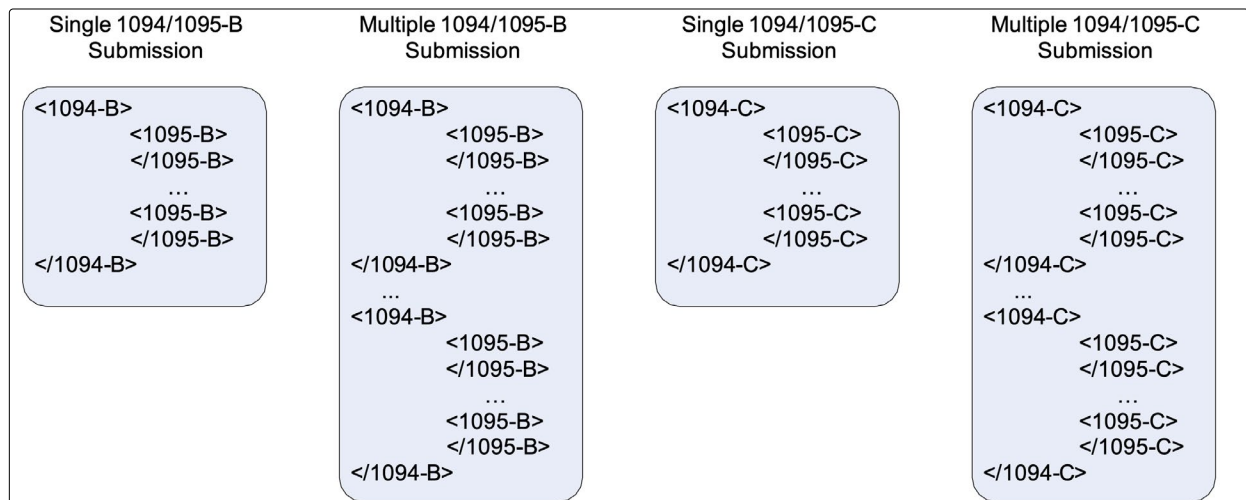 Single 1094/1095-B
Submission
<1094-B>
<1095-B>
</1095-B>
…
<1095-B>
</1095-B>
</1094-B>
Multiple 1094/1095-B
Submission
<1094-B>
<1095-B>
</1095-B>
…
<1095-B>
</1095-B>
</1094-B>
...
<1094-B>
<1095-B>
</1095-B>
…
<1095-B>
</1095-B>
</1094-B>
Single 1094/1095-C
Submission
<1094-C>
<1095-C>
</1095-C>
…
<1095-C>
</1095-C>
</1094-C>
Multiple 1094/1095-C
Submission
<1094-C>
<1095-C>
</1095-C>
…
<1095-C>
</1095-C>
</1094-C>
...
<1094-C>
<1095-C>
</1095-C>
…
<1095-C>
</1095-C>
</1094-C>